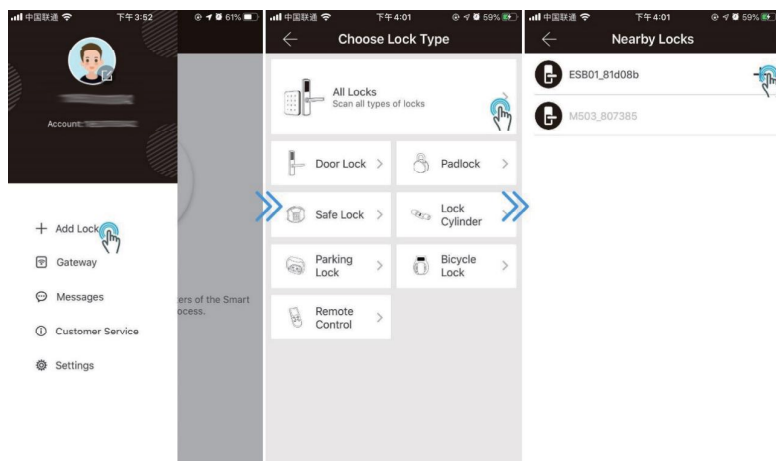 中国联通 下午3:52 61%
Account:
+ Add Lock
Gateway
Messages
Customer Service
Settings
ers of the Smart
ocess.
中国联通 下午4:01 59%
Choose Lock Type
All Locks
Scan all types of locks
Door Lock
Padlock
Safe Lock
Lock
Cylinder
Parking
Lock
Bicycle
Lock
Remote
Control
中国联通 下午4:01 59%
Nearby Locks
ESB01_81d08b
M503_807385